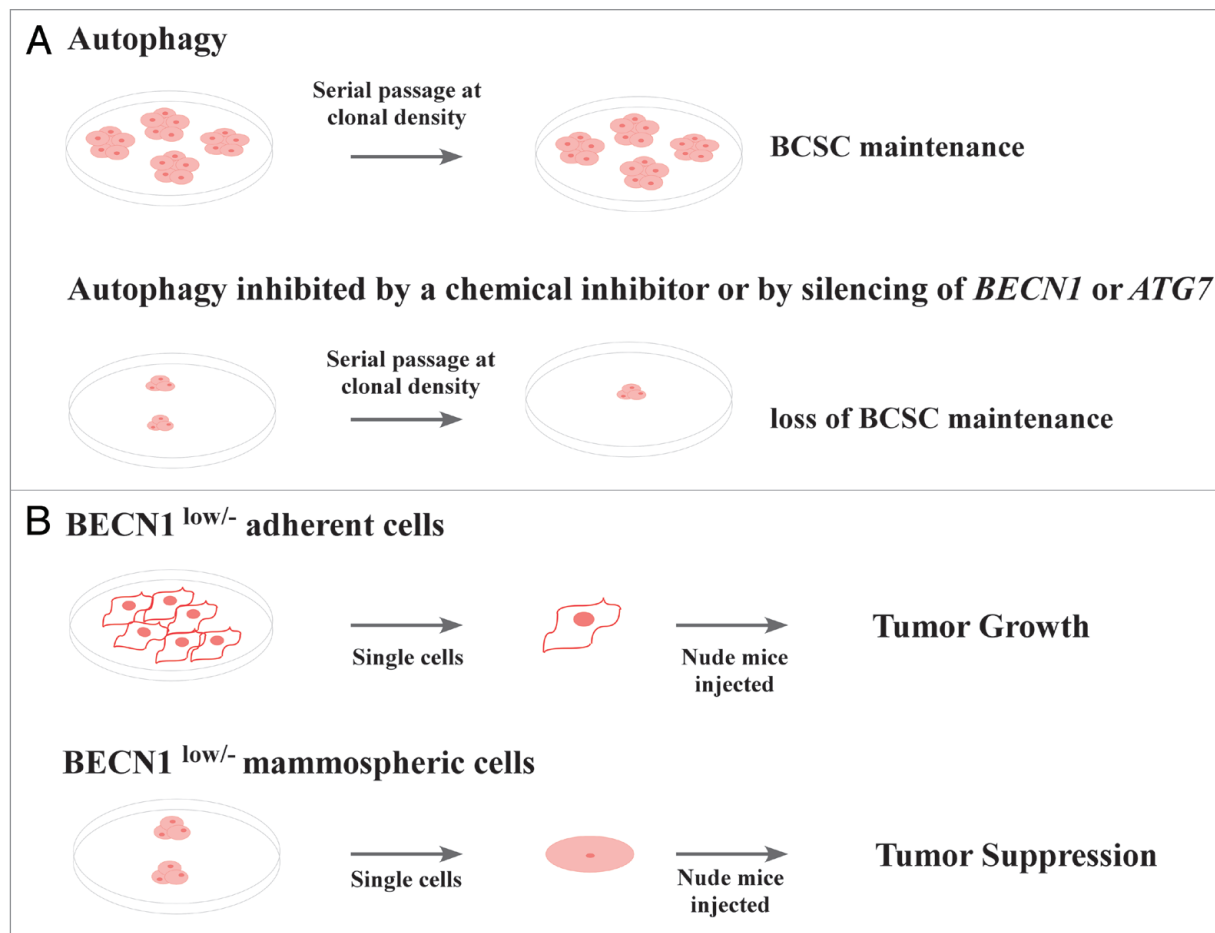 A Autophagy
Serial passage at
clonal density
BCSC maintenance
Autophagy inhibited by a chemical inhibitor or by silencing of BECN1 or ATG7
Serial passage at
clonal density
loss of BCSC maintenance
B BECN1 low/- adherent cells
Single cells
Nude mice
injected
Tumor Growth
BECN1 low/- mammospheric cells
Single cells
Nude mice
injected
Tumor Suppression